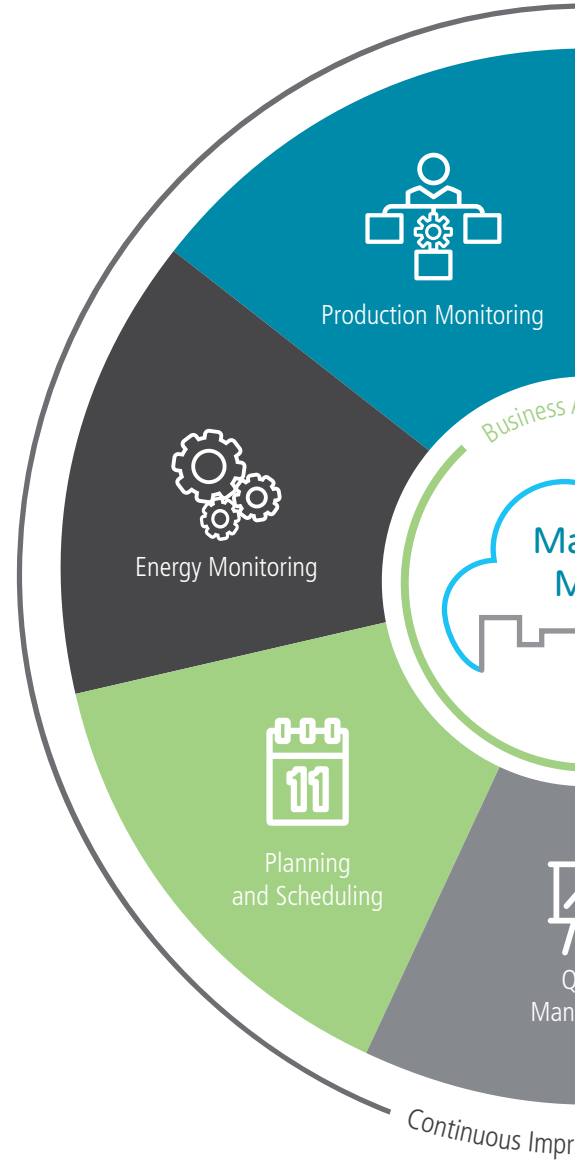 Production Monitoring
Business
Energy Monitoring
11
Planning
and Scheduling
Continuous